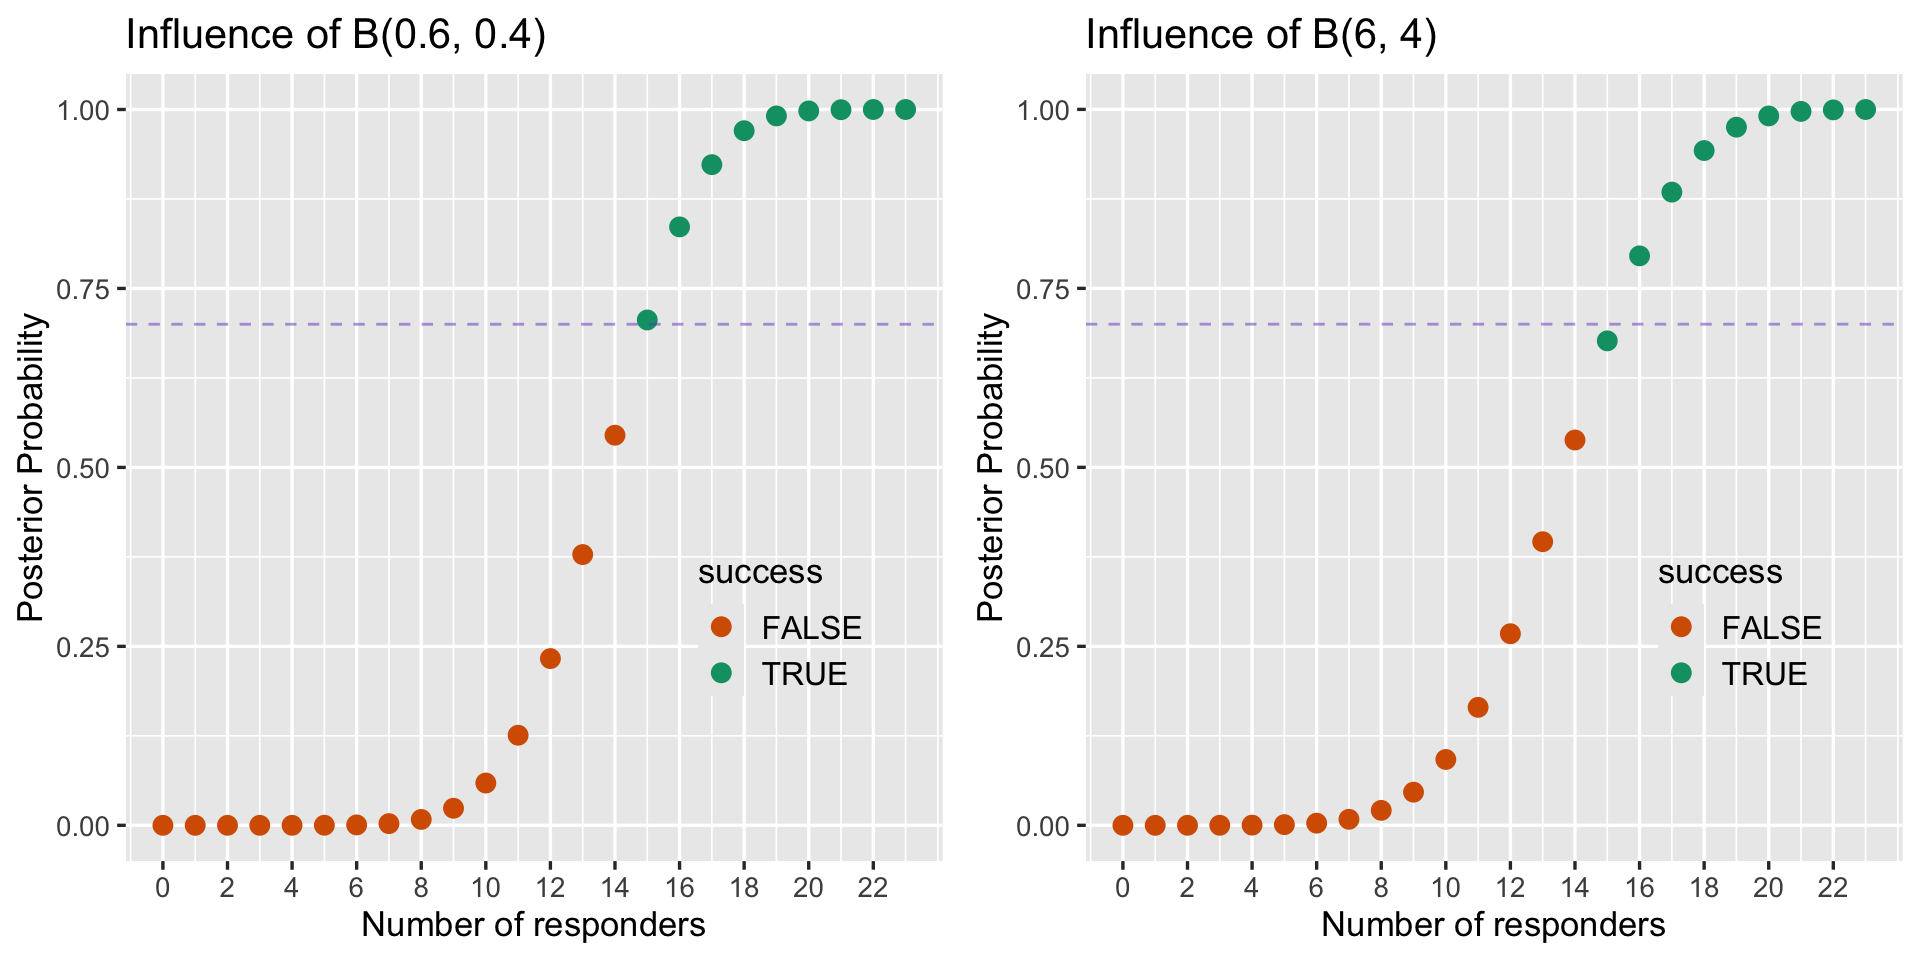 Influence of B(0.6, 0.4)
Posterior Probability
1.00
0.75
0.50
0.25
0.00
success
FALSE
TRUE
0 2 4 6 8 10 12 14 16 18 20 22
Number of responders
Influence of B(6, 4)
Posterior Probability
1.00
0.75
0.50
0.25
0.00
success
FALSE
TRUE
0 2 4 6 8 10 12 14 16 18 20 22
Number of responders